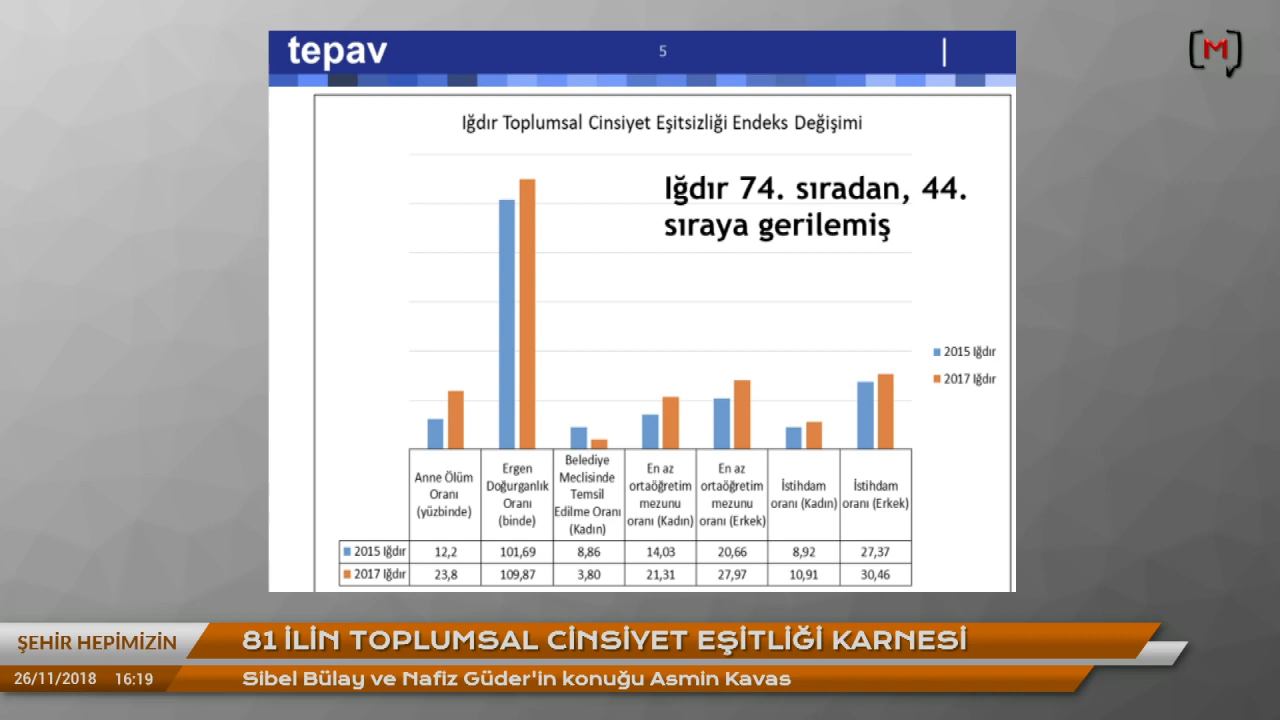 tepav
5
M
Iğdır Toplumsal Cinsiyet Eşitsizliği Endeks Değişimi
Iğdır 74. sıradan, 44.
sıraya gerilemiş
2015 Iğdır
2017 Iğdır
Anne Ölüm
Oranı
(yüzbinde)
Ergen
Doğurganlık
Oranı
(binde)
Belediye
Meclisinde
Temsil
Edilme Oranı
(Kadın)
En az
ortaöğretim
mezunu
oranı (Kadın)
En az
ortaöğretim
mezunu
oranı (Erkek)
İstihdam
oranı (Kadın)
İstihdam
oranı (Erkek)
2015 Iğdır 12,2 101,69 8,86 14,03 20,66 8,92 27,37
2017 Iğdır 23,8 109,87 3,80 21,31 27,97 10,91 30,46
ŞEHİR HEPİMİZİN
81 İLİN TOPLUMSAL CİNSİYET EŞİTLİĞİ KARNESİ
26/11/2018 16:19
Sibel Bülay ve Nafiz Güder'in konuğu Asmin Kavas